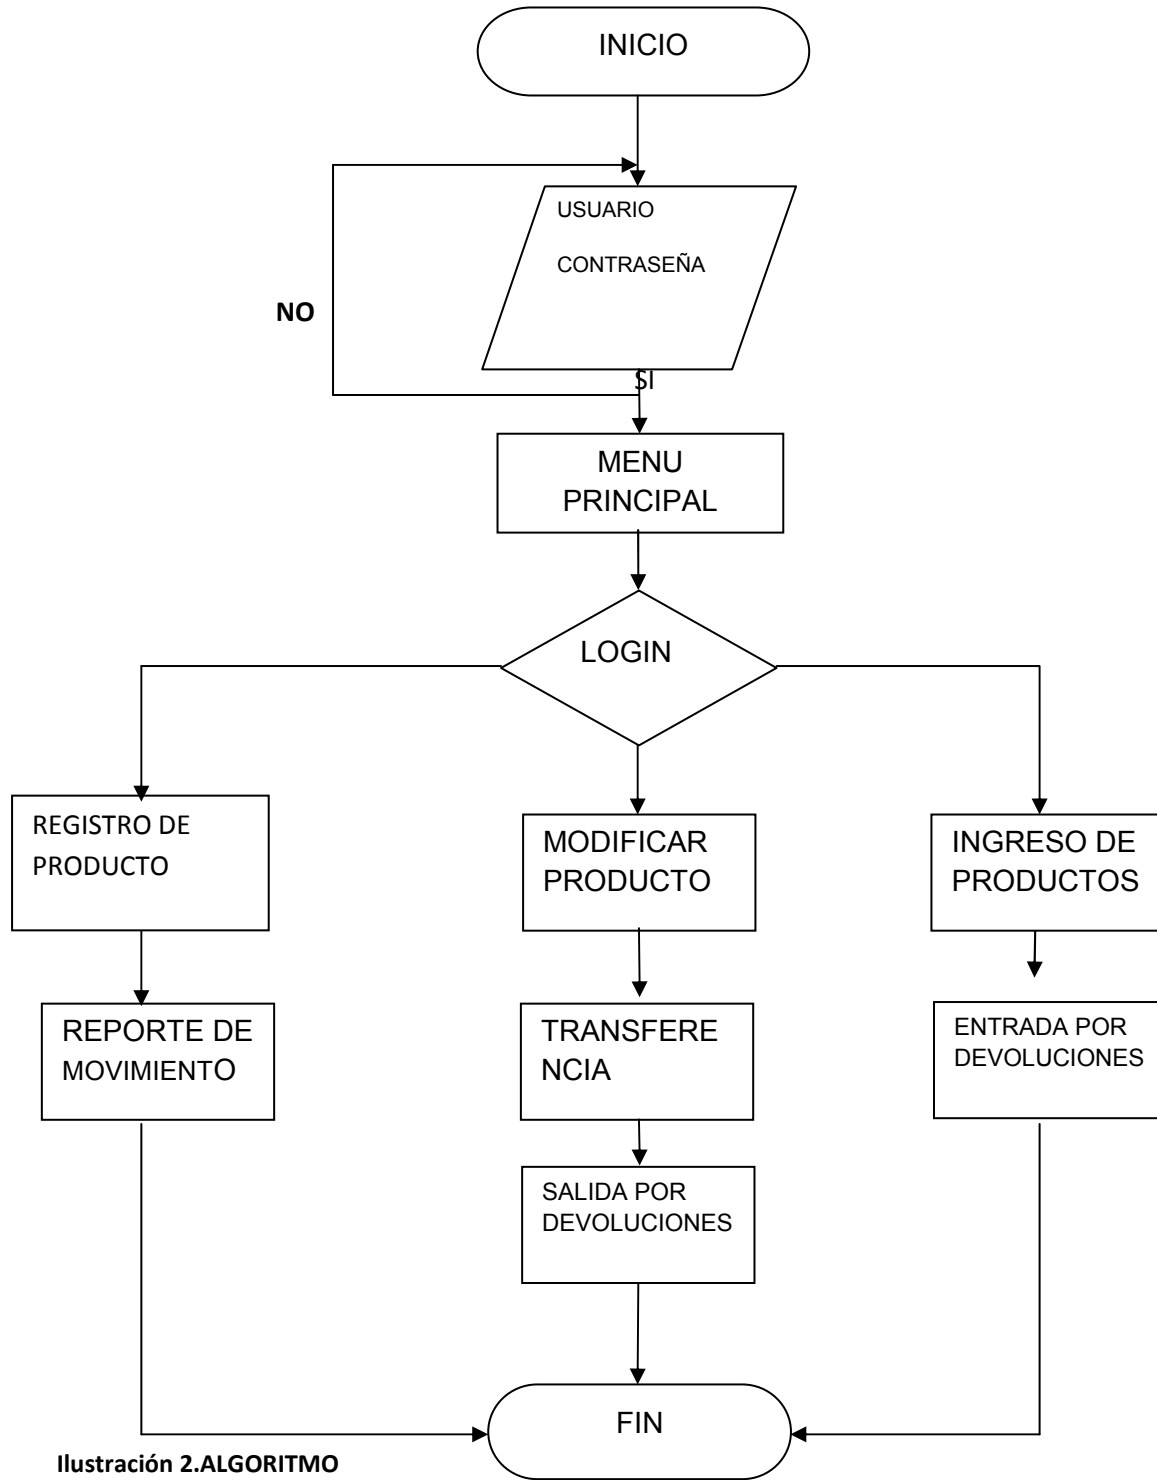 INICIO
USUARIO
CONTRASEÑA
NO
SI
MENU
PRINCIPAL
LOGIN
REGISTRO DE
PRODUCTO
MODIFICAR
PRODUCTO
INGRESO DE
PRODUCTOS
REPORTE DE
MOVIMIENTO
TRANSFERE
NCIA
ENTRADA POR
DEVOLUCIONES
SALIDA POR
DEVOLUCIONES
FIN
Ilustración 2.ALGORITMO